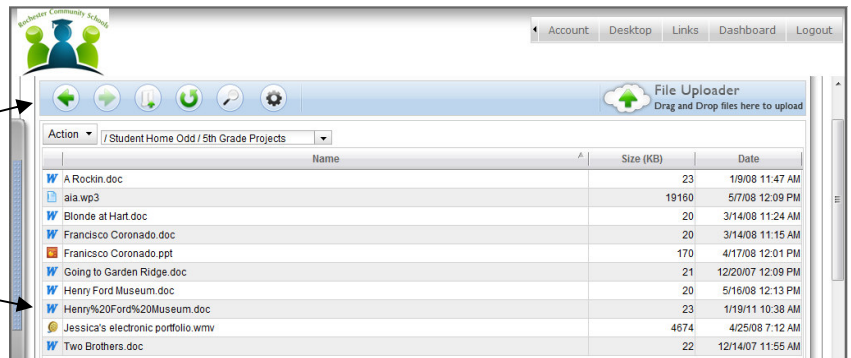 Rochester Community Schools
Account Desktop Links Dashboard Logout
File Uploader
Drag and Drop files here to upload
Action / Student Home Odd / 5th Grade Projects
Name Size (KB) Date
W A Rockin.doc 23 1/9/08 11:47 AM
aia.wp3 19160 5/7/08 12:09 PM
W Blonde at Hart.doc 20 3/14/08 11:24 AM
W Francisco Coronado.doc 20 3/14/08 11:15 AM
Franicsco Coronado.ppt 170 4/17/08 12:01 PM
W Going to Garden Ridge.doc 21 12/20/07 12:09 PM
W Henry Ford Museum.doc 20 5/16/08 12:13 PM
W Henry%20Ford%20Museum.doc 23 1/19/11 10:38 AM
Jessica's electronic portfolio.wmv 4674 4/25/08 7:12 AM
W Two Brothers.doc 22 12/14/07 11:55 AM